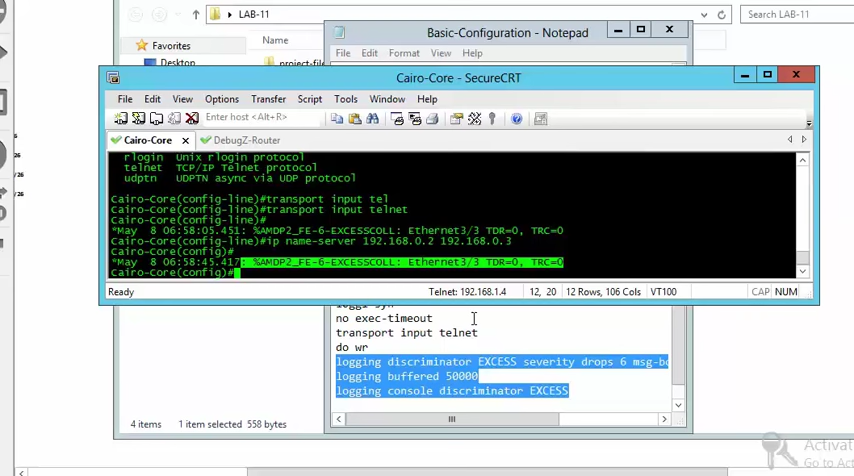 LAB-11
Search LAB-11
Favorites
Desktop
Name
Basic-Configuration - Notepad
File Edit Format View Help
Cairo-Core - SecureCRT
File Edit View Options Transfer Script Tools Window Help
Enter host <Alt+R>
Cairo-Core
DebugZ-Router
rlogin Unix rlogin protocol
telnet TCP/IP Telnet protocol
udptn UDPTN async via UDP protocol
Cairo-Core(config-line)#transport input tel
Cairo-Core(config-line)#transport input telnet
Cairo-Core(config-line)#
*May 8 06:58:05.451: %AMDP2_FE-6-EXCESSCOLL: Ethernet3/3 TDR=0, TRC=0
Cairo-Core(config-line)#ip name-server 192.168.0.2 192.168.0.3
Cairo-Core(config)#
*May 8 06:58:45.417: %AMDP2_FE-6-EXCESSCOLL: Ethernet3/3 TDR=0, TRC=0
Cairo-Core(config)#
Ready
Telnet: 192.168.1.4
12, 20
12 Rows, 106 Cols
VT100
CAP NUM
no exec-timeout
transport input telnet
do wr
logging discriminator EXCESS severity drops 6 msg-bo
logging buffered 50000
logging console discriminator EXCESS
4 items
1 item selected 558 bytes
Activat
Go to Act